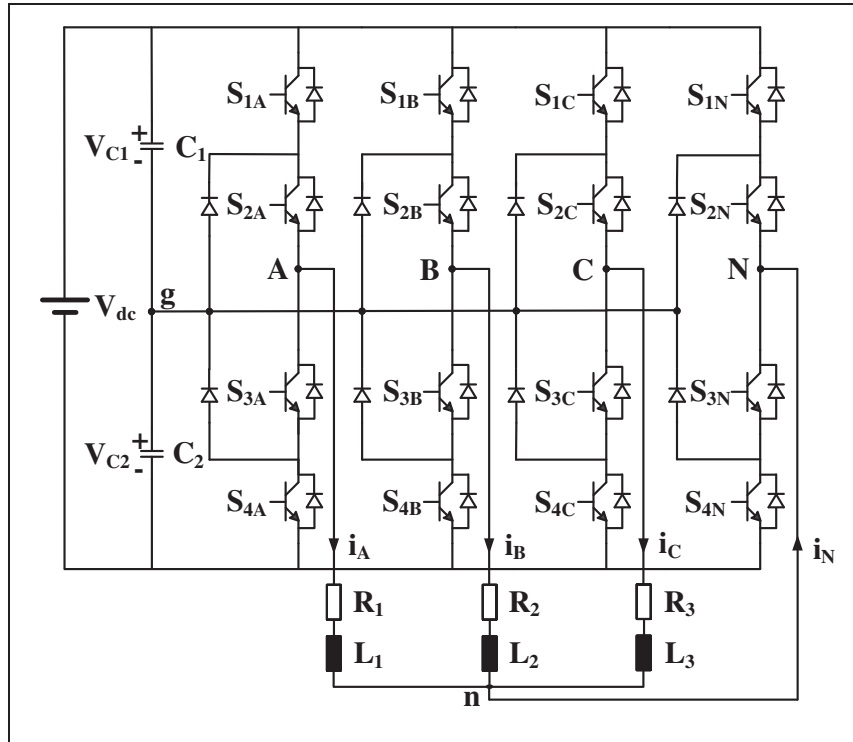 S1A S1B S1C S1N
VC1 + - C1
S2A S2B S2C S2N
A B C N
g
Vdc
S3A S3B S3C S3N
VC2 + - C2
S4A S4B S4C S4N
iA iB iC iN
R1 R2 R3
L1 L2 L3
n